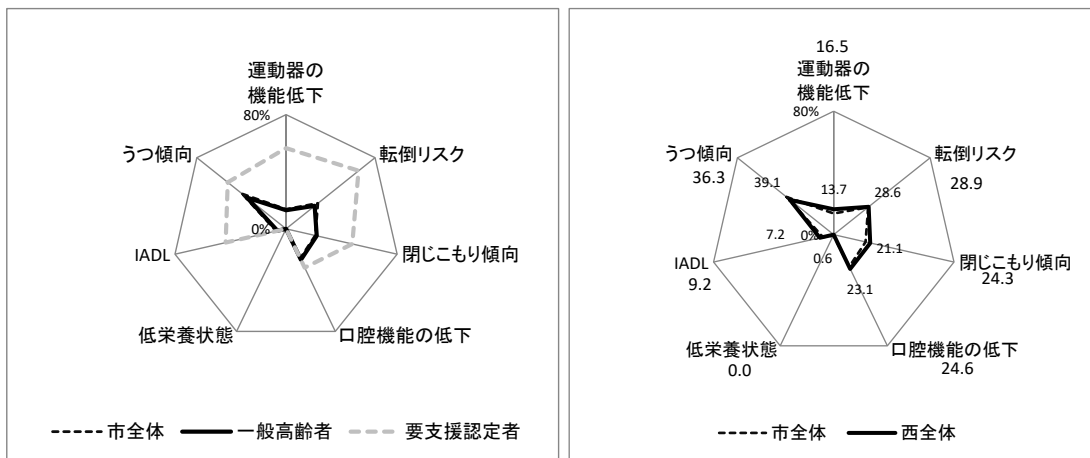 運動器の
機能低下
80%
うつ傾向
転倒リスク
0%
IADL
閉じこもり傾向
低栄養状態
口腔機能の低下
市全体
一般高齢者
要支援認定者
16.5
運動器の
機能低下
80%
うつ傾向
36.3
転倒リスク
28.9
39.1
13.7
28.6
7.2
0%
0.6
21.1
23.1
IADL
9.2
閉じこもり傾向
24.3
低栄養状態
0.0
口腔機能の低下
24.6
市全体
西全体